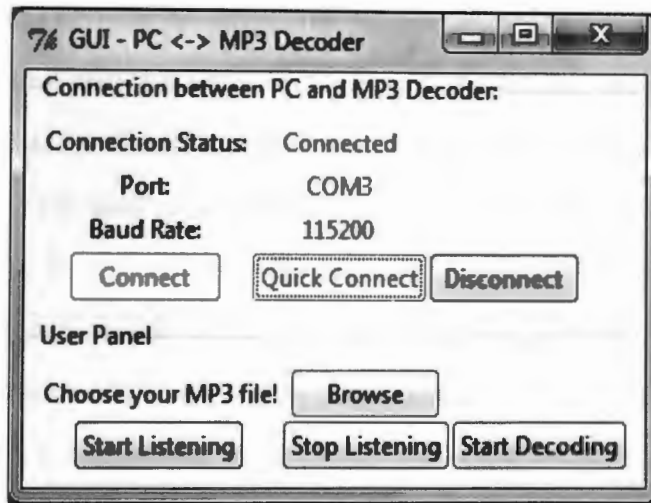 GUI - PC <-> MP3 Decoder
Connection between PC and MP3 Decoder:
Connection Status: Connected
Port: COM3
Baud Rate: 115200
Connect Quick Connect Disconnect
User Panel
Choose your MP3 file! Browse
Start Listening Stop Listening Start Decoding